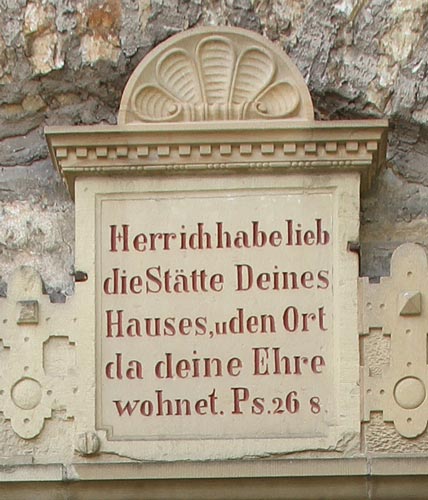 Herr ich habe lieb
die Stätte Deines
Hauses, u den Ort
da deine Ehre
wohnet. Ps. 26 8.